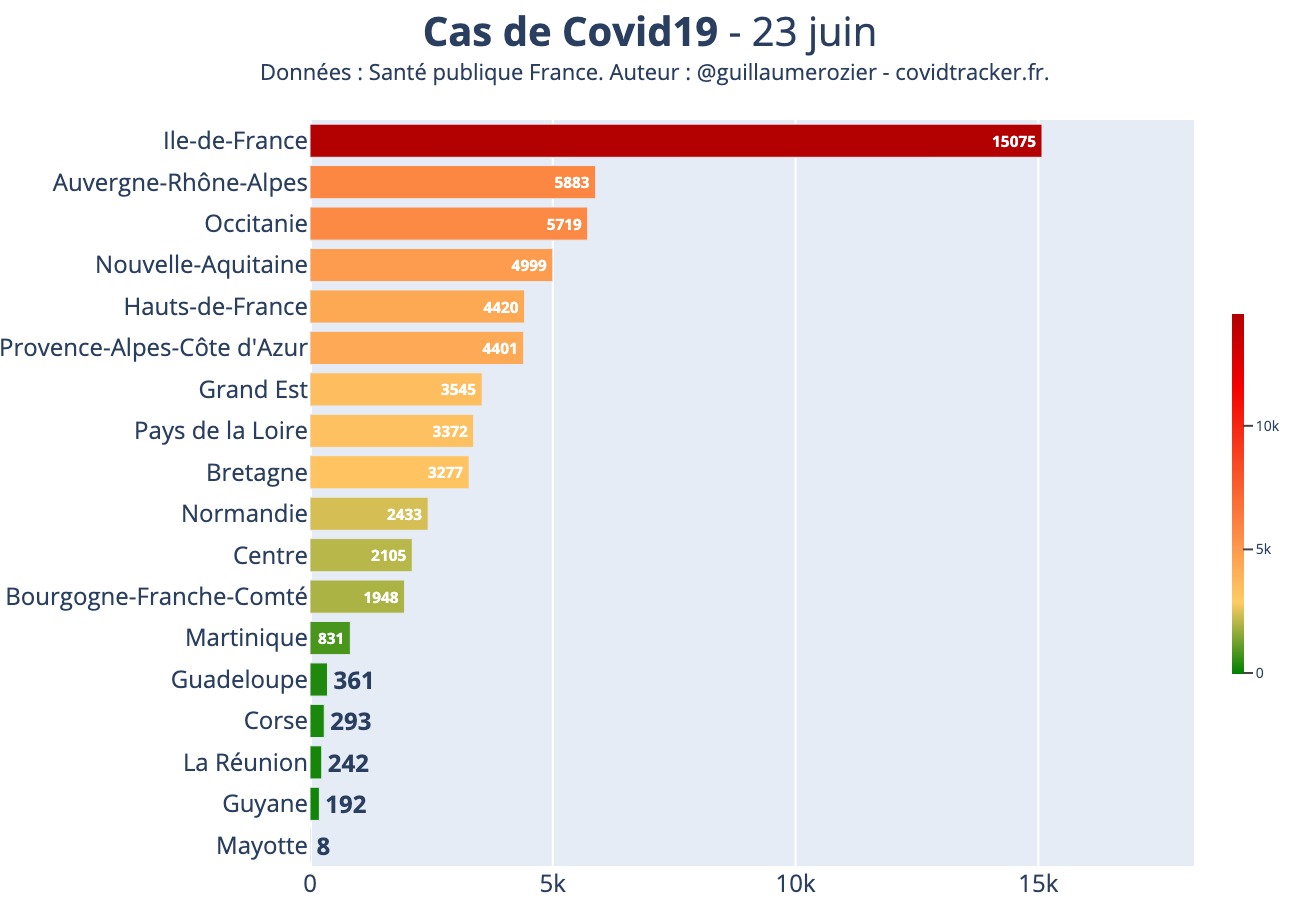 Cas de Covid19 - 23 juin
Données : Santé publique France. Auteur : @guillaumerozier - covidtracker.fr.
Ile-de-France 15075
Auvergne-Rhône-Alpes 5883
Occitanie 5719
Nouvelle-Aquitaine 4999
Hauts-de-France 4420
Provence-Alpes-Côte d'Azur 4401
Grand Est 3545
Pays de la Loire 3372
Bretagne 3277
Normandie 2433
Centre 2105
Bourgogne-Franche-Comté 1948
Martinique 831
Guadeloupe 361
Corse 293
La Réunion 242
Guyane 192
Mayotte 8
0 5k 10k 15k
10k
5k
0